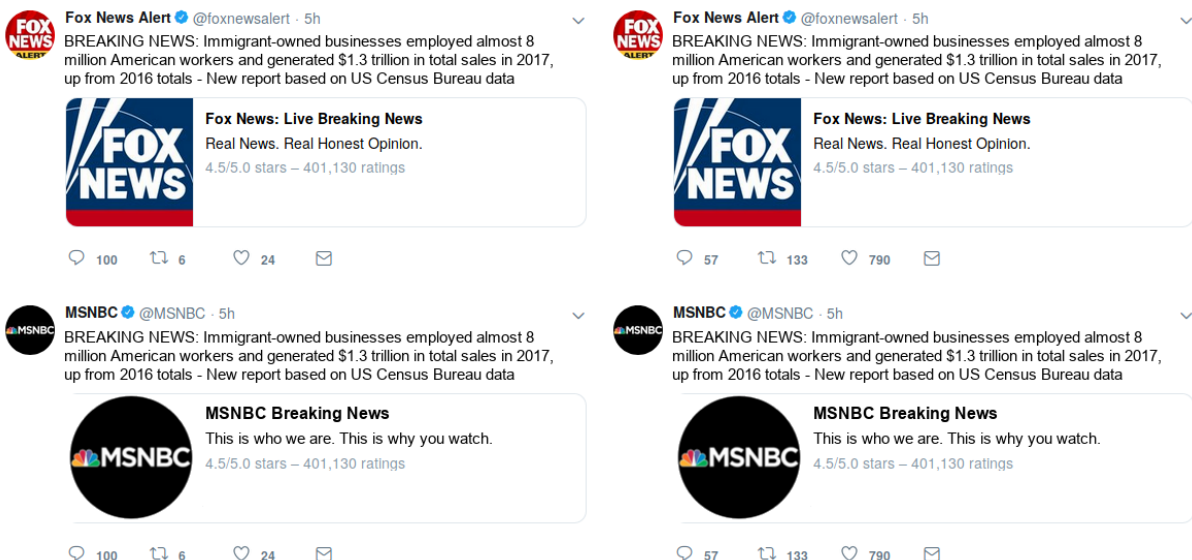 Fox News Alert @foxnewsalert · 5h
BREAKING NEWS: Immigrant-owned businesses employed almost 8
million American workers and generated $1.3 trillion in total sales in 2017,
up from 2016 totals - New report based on US Census Bureau data
FOX NEWS ALERT
FOX NEWS
Fox News: Live Breaking News
Real News. Real Honest Opinion.
4.5/5.0 stars – 401,130 ratings
100 6 24
Fox News Alert @foxnewsalert · 5h
BREAKING NEWS: Immigrant-owned businesses employed almost 8
million American workers and generated $1.3 trillion in total sales in 2017,
up from 2016 totals - New report based on US Census Bureau data
FOX NEWS ALERT
FOX NEWS
Fox News: Live Breaking News
Real News. Real Honest Opinion.
4.5/5.0 stars – 401,130 ratings
57 133 790
MSNBC @MSNBC · 5h
BREAKING NEWS: Immigrant-owned businesses employed almost 8
million American workers and generated $1.3 trillion in total sales in 2017,
up from 2016 totals - New report based on US Census Bureau data
MSNBC
MSNBC
MSNBC Breaking News
This is who we are. This is why you watch.
4.5/5.0 stars – 401,130 ratings
100 6 24
MSNBC @MSNBC · 5h
BREAKING NEWS: Immigrant-owned businesses employed almost 8
million American workers and generated $1.3 trillion in total sales in 2017,
up from 2016 totals - New report based on US Census Bureau data
MSNBC
MSNBC
MSNBC Breaking News
This is who we are. This is why you watch.
4.5/5.0 stars – 401,130 ratings
57 133 790